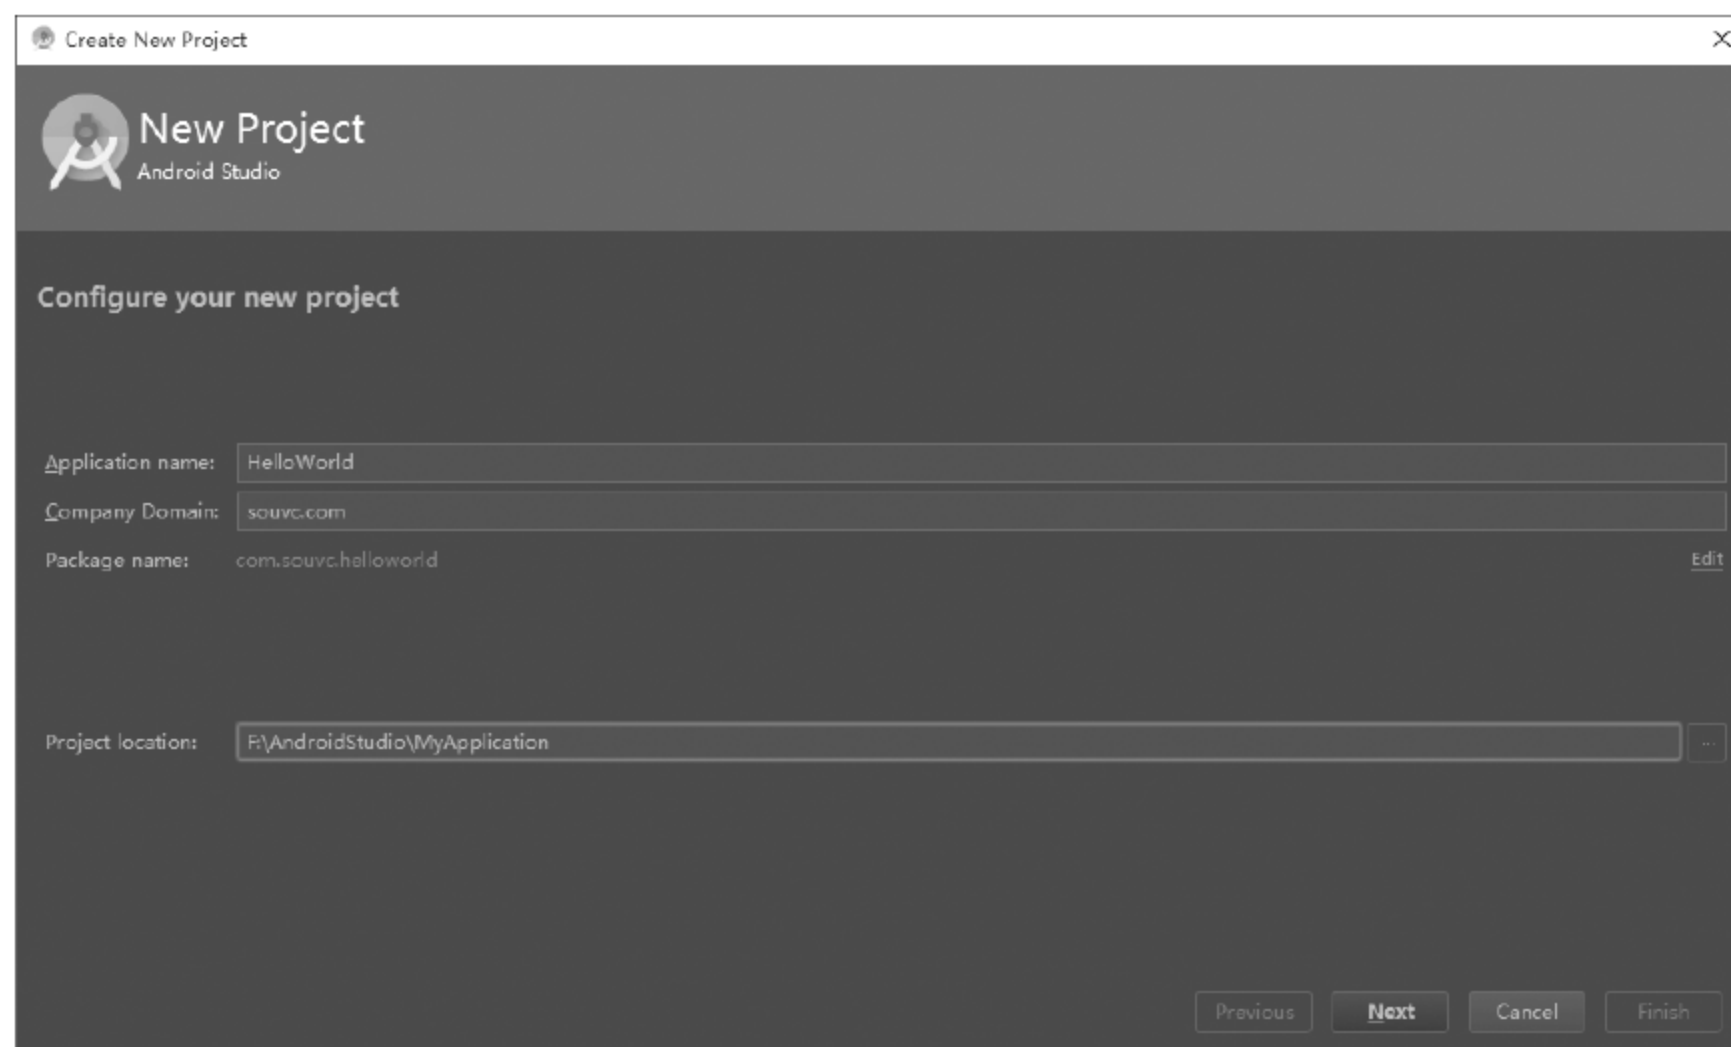 Create New Project
New Project
Android Studio
Configure your new project
Application name: HelloWorld
Company Domain: souvc.com
Package name: com.souvc.helloworld Edit
Project location: F:\AndroidStudio\MyApplication ...
Previous Next Cancel Finish